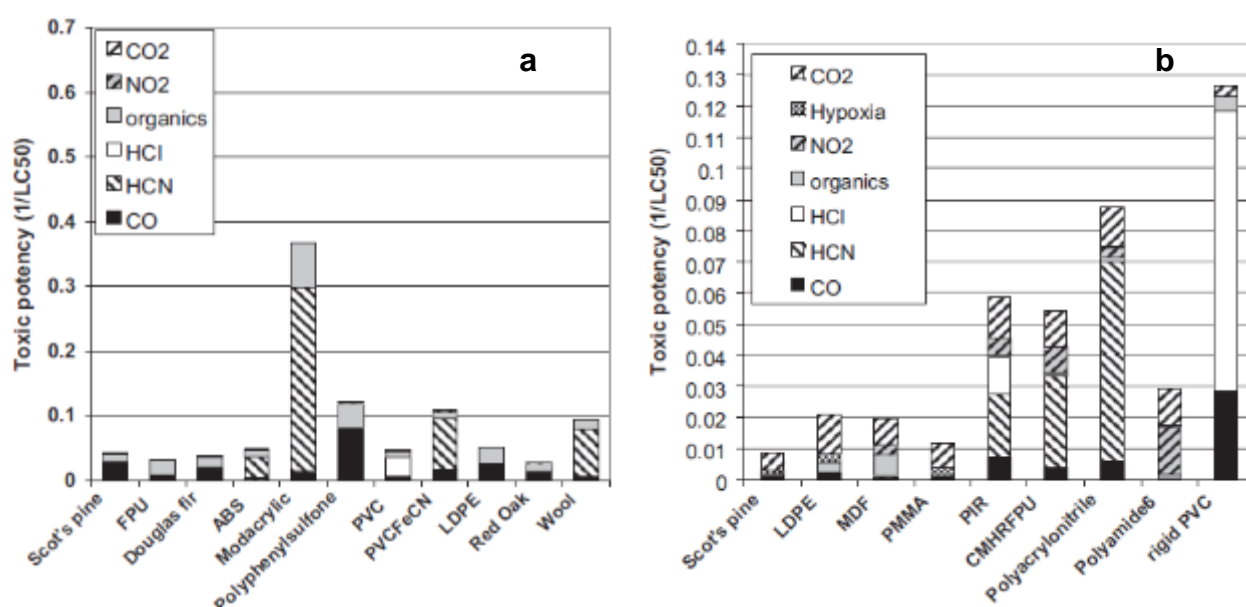 a
Toxic potency (1/LC50)
0.7
0.6
0.5
0.4
0.3
0.2
0.1
0
CO2
NO2
organics
HCl
HCN
CO
Scot's pine
FPU
Douglas fir
ABS
Modacrylic
Polyphenylsulfone
PVC
PVCFeCN
LDPE
Red Oak
Wool
b
Toxic potency (1/LC50)
0.14
0.13
0.12
0.11
0.1
0.09
0.08
0.07
0.06
0.05
0.04
0.03
0.02
0.01
0
CO2
Hypoxia
NO2
organics
HCl
HCN
CO
Scot's pine
LDPE
MDF
PMMA
PIR
CMHRFPU
Polyacrylonitrile
Polyamide6
rigid PVC